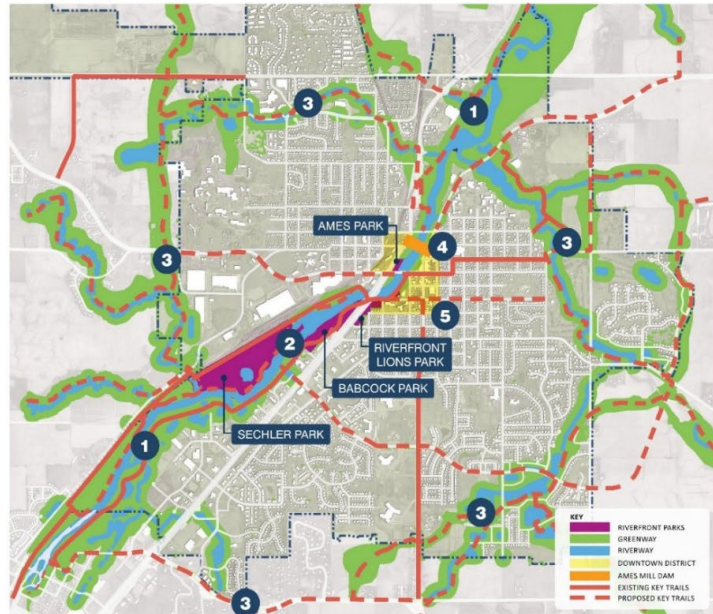 1
3
AMES PARK
4
3
3
5
2
RIVERFRONT
LIONS PARK
BABCOCK PARK
SECHLER PARK
1
3
3
KEY
RIVERFRONT PARKS
GREENWAY
RIVERWAY
DOWNTOWN DISTRICT
AMES MILL DAM
EXISTING KEY TRAILS
PROPOSED KEY TRAILS